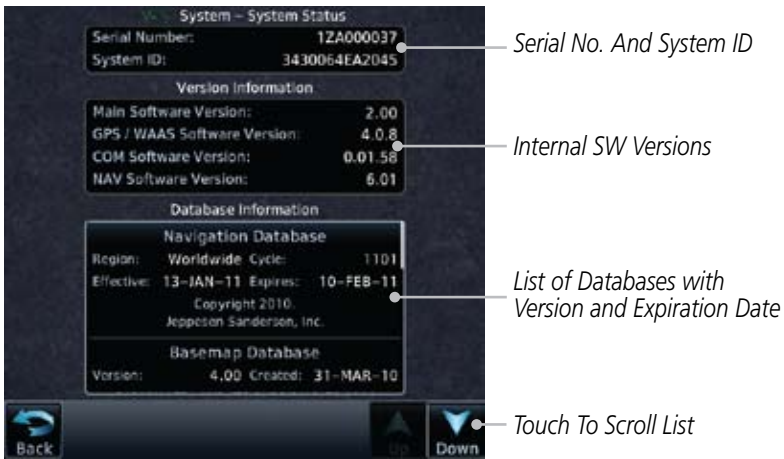 System – System Status
Serial Number: 1ZA000037
System ID: 3430064EA2045
Serial No. And System ID
Version Information
Main Software Version: 2.00
GPS / WAAS Software Version: 4.0.8
COM Software Version: 0.01.58
NAV Software Version: 6.01
Internal SW Versions
Database Information
Navigation Database
Region: Worldwide Cycle: 1101
Effective: 13-JAN-11 Expires: 10-FEB-11
Copyright 2010.
Jeppesen Sanderson, Inc.
List of Databases with
Version and Expiration Date
Basemap Database
Version: 4.00 Created: 31-MAR-10
Back
Up
Down
Touch To Scroll List